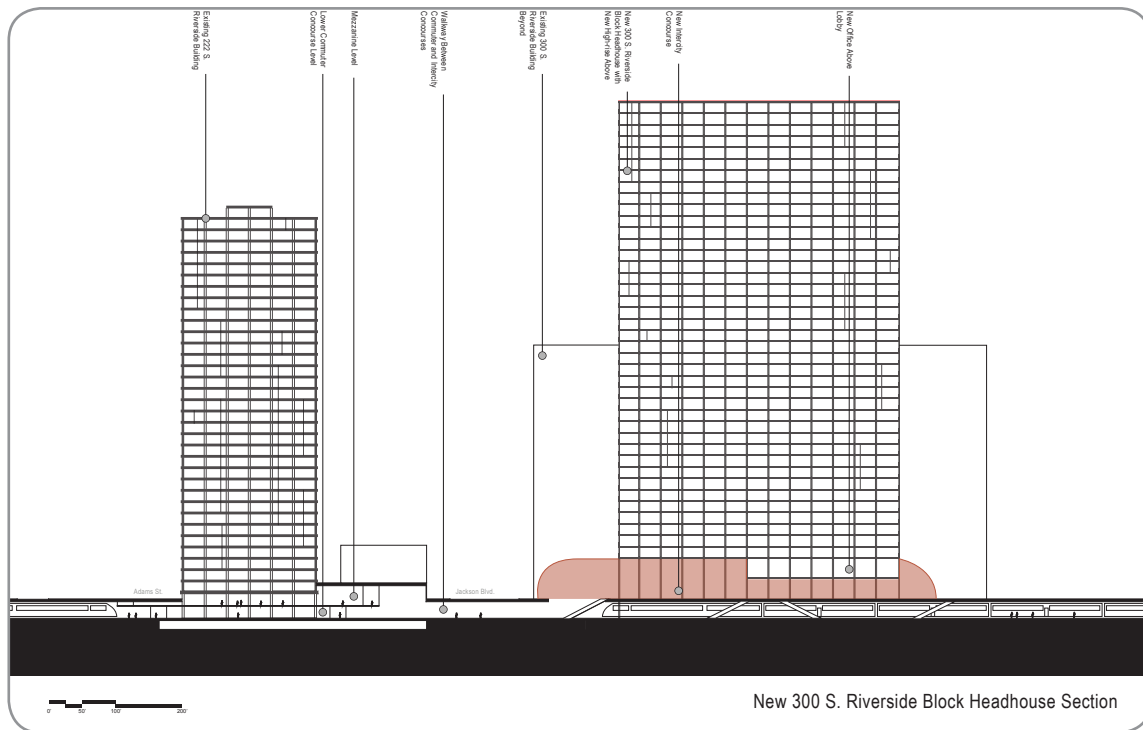 Existing 222 S.
Riverside Building
Lower Commuter
Concourse Level
Mezzanine Level
Walkway Between
Commuter and Intercity
Concourses
Existing 300 S.
Riverside Building
Beyond
New 300 S. Riverside
Block Headhouse with
New High-rise Above
New Intercity
Concourse
New Office Above
Lobby
Adams St.
Jackson Blvd.
0' 50' 100' 200'
New 300 S. Riverside Block Headhouse Section